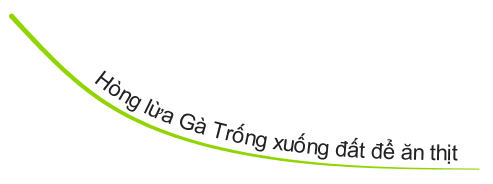 Hòng lừa Gà Trống xuống đất để ăn thịt